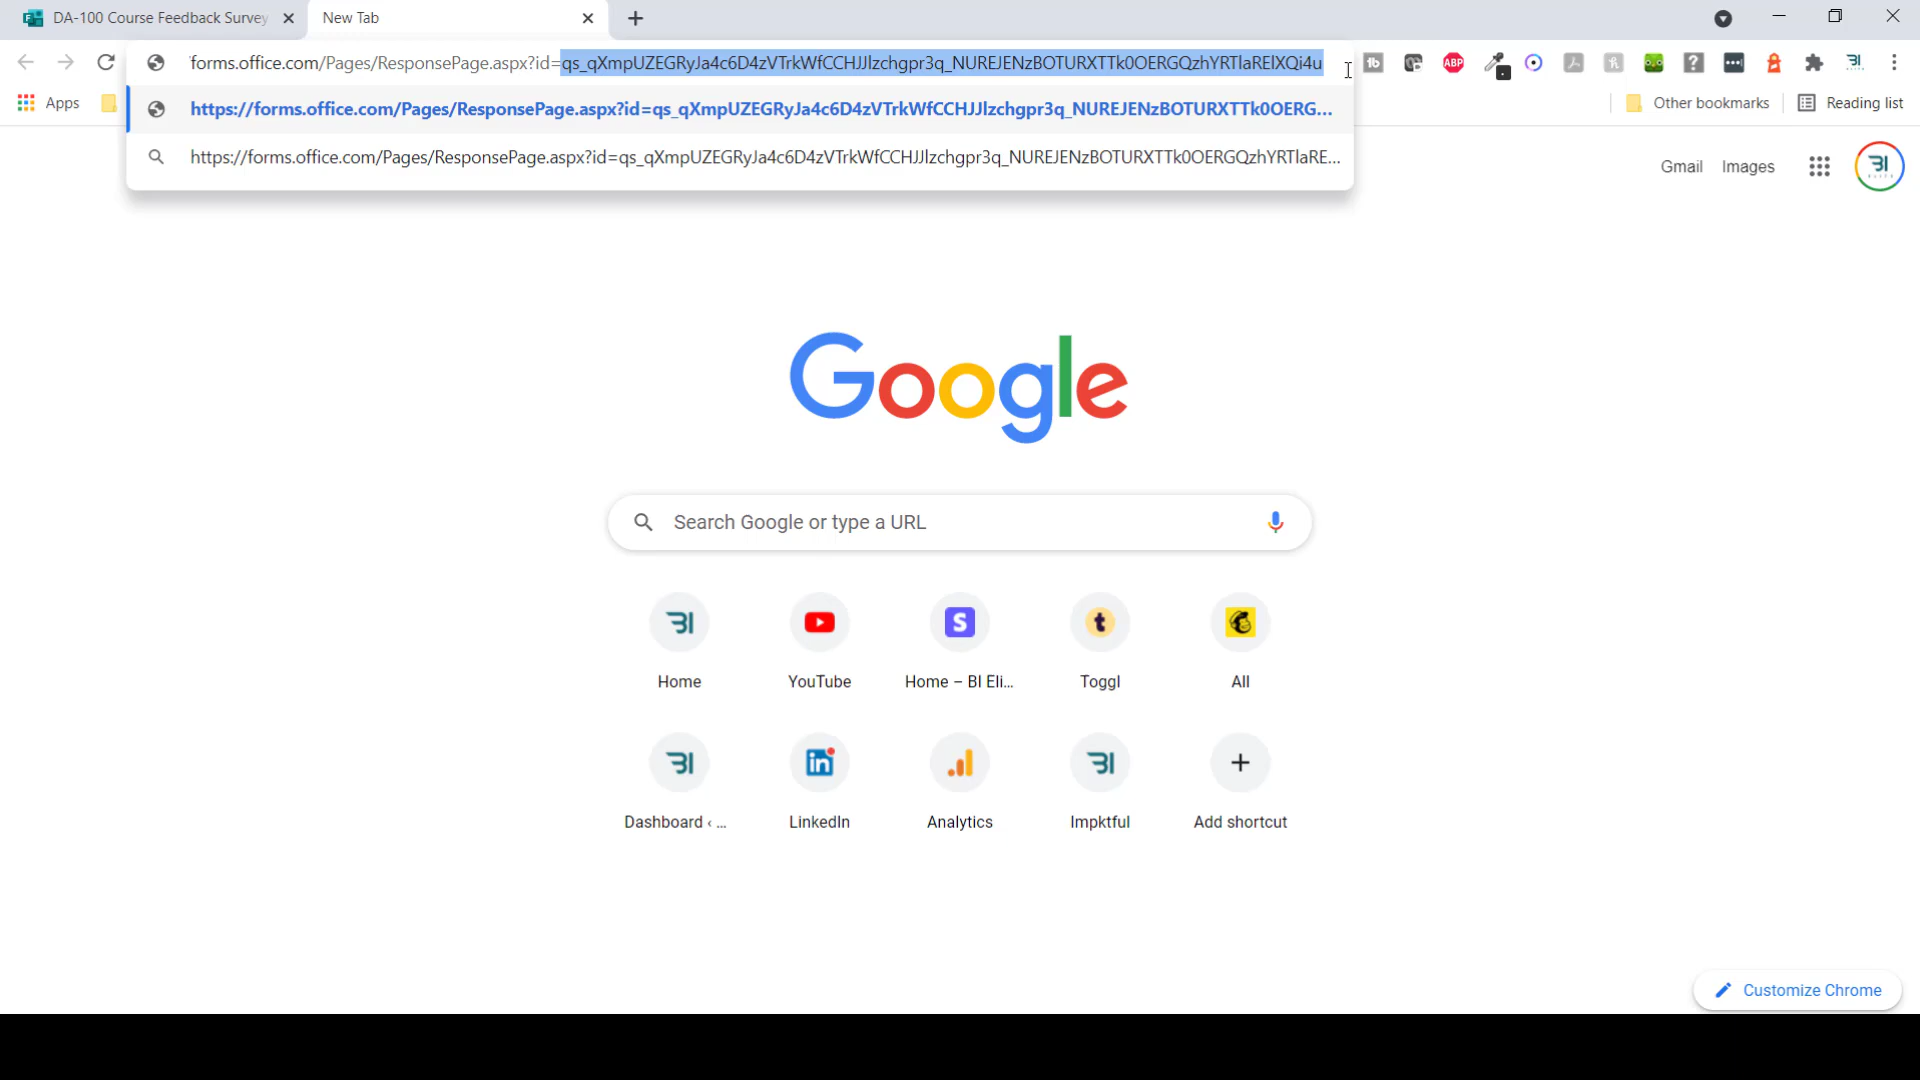 DA-100 Course Feedback Survey
New Tab
forms.office.com/Pages/ResponsePage.aspx?id=qs_qXmpUZEGRyJa4c6D4zVTrkWfCCHJJlzchgpr3q_NUREJENzBOTURXTTk0OERGQzhYRTlaRElXQi4u
ABP
Apps
https://forms.office.com/Pages/ResponsePage.aspx?id=qs_qXmpUZEGRyJa4c6D4zVTrkWfCCHJJlzchgpr3q_NUREJENzBOTURXTTk0OERG...
Other bookmarks
Reading list
https://forms.office.com/Pages/ResponsePage.aspx?id=qs_qXmpUZEGRyJa4c6D4zVTrkWfCCHJJlzchgpr3q_NUREJENzBOTURXTTk0OERGQzhYRTlaRE...
Gmail Images
Google
Search Google or type a URL
Home YouTube Home – BI Eli... Toggl All
Dashboard ‹ ... LinkedIn Analytics Impktful Add shortcut
Customize Chrome